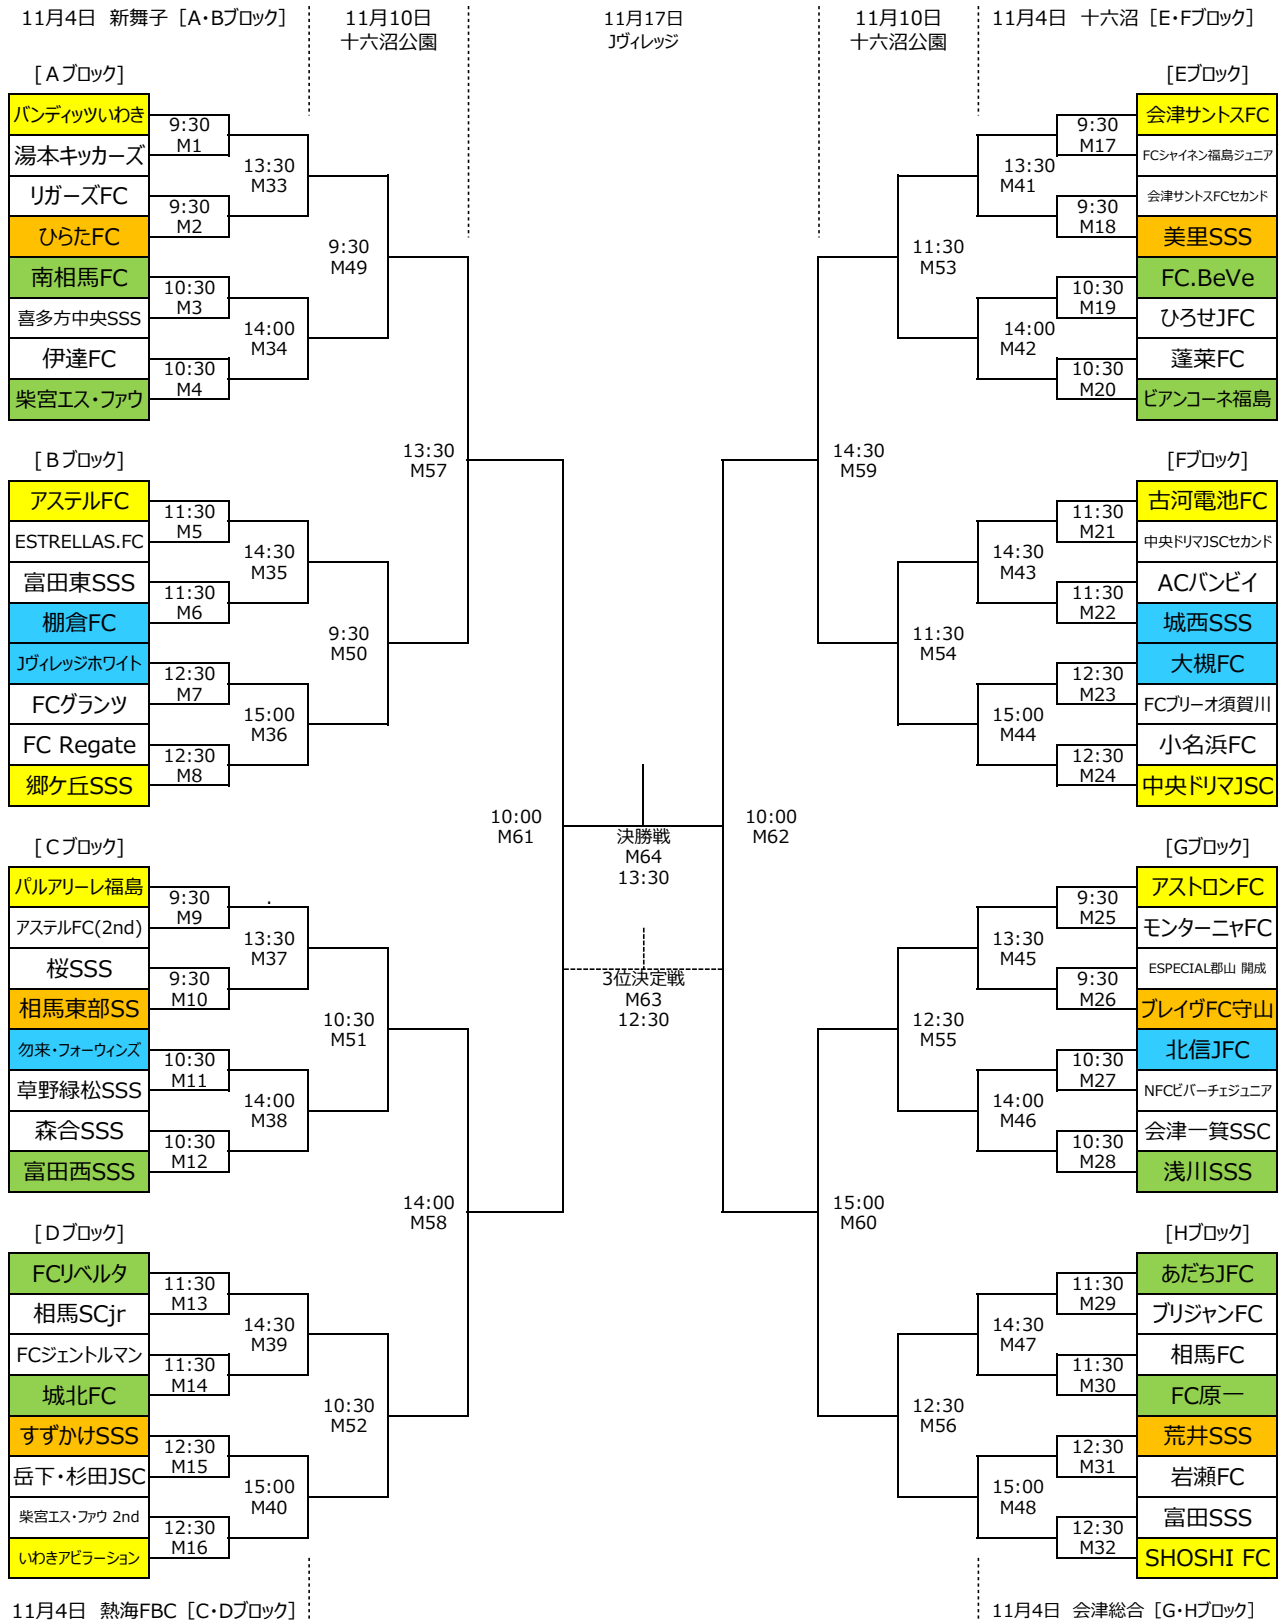 11月4日 新舞子 [A・Bブロック]
11月10日
十六沼公園
11月17日
Jヴィレッジ
11月10日
十六沼公園
11月4日 十六沼 [E・Fブロック]
[Aブロック]
バンディッツいわき
湯本キッカーズ
リガーズFC
ひらたFC
南相馬FC
喜多方中央SSS
伊達FC
柴宮エス・ファウ
9:30
M1
9:30
M2
10:30
M3
10:30
M4
13:30
M33
14:00
M34
9:30
M49
[Bブロック]
アステルFC
ESTRELLAS.FC
富田東SSS
棚倉FC
Jヴィレッジホワイト
FCグランツ
FC Regate
郷ケ丘SSS
11:30
M5
11:30
M6
12:30
M7
12:30
M8
14:30
M35
15:00
M36
9:30
M50
13:30
M57
[Cブロック]
パルアリーレ福島
アステルFC(2nd)
桜SSS
相馬東部SS
勿来・フォーウィンズ
草野緑松SSS
森合SSS
富田西SSS
9:30
M9
9:30
M10
10:30
M11
10:30
M12
13:30
M37
14:00
M38
10:30
M51
[Dブロック]
FCリベルタ
相馬SCjr
FCジェントルマン
城北FC
すずかけSSS
岳下・杉田JSC
柴宮エス・ファウ 2nd
いわきアビラーション
11:30
M13
11:30
M14
12:30
M15
12:30
M16
14:30
M39
15:00
M40
10:30
M52
14:00
M58
10:00
M61
決勝戦
M64
13:30
3位決定戦
M63
12:30
10:00
M62
[Eブロック]
会津サントスFC
FCシャイネン福島ジュニア
会津サントスFCセカンド
美里SSS
FC.BeVe
ひろせJFC
蓬莱FC
ビアンコーネ福島
9:30
M17
9:30
M18
10:30
M19
10:30
M20
13:30
M41
14:00
M42
11:30
M53
[Fブロック]
古河電池FC
中央ドリマJSCセカンド
ACバンビイ
城西SSS
大槻FC
FCブリーオ須賀川
小名浜FC
中央ドリマJSC
11:30
M21
11:30
M22
12:30
M23
12:30
M24
14:30
M43
15:00
M44
11:30
M54
14:30
M59
[Gブロック]
アストロンFC
モンターニャFC
ESPECIAL郡山 開成
ブレイヴFC守山
北信JFC
NFCビバーチェジュニア
会津一箕SSC
浅川SSS
9:30
M25
9:30
M26
10:30
M27
10:30
M28
13:30
M45
14:00
M46
12:30
M55
[Hブロック]
あだちJFC
ブリジャンFC
相馬FC
FC原一
荒井SSS
岩瀬FC
富田SSS
SHOSHI FC
11:30
M29
11:30
M30
12:30
M31
12:30
M32
14:30
M47
15:00
M48
12:30
M56
15:00
M60
11月4日 熱海FBC [C・Dブロック]
11月4日 会津総合 [G・Hブロック]